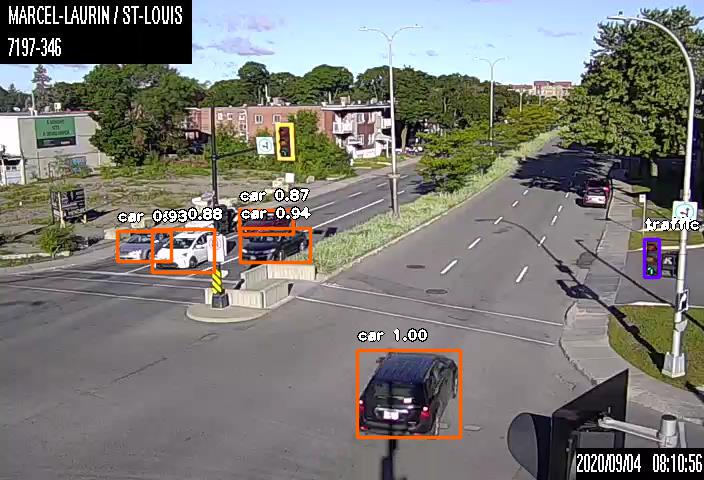 MARCEL-LAURIN / ST-LOUIS
7197-346
car 0.87
car 0.93
0.88
car 0.94
traffic
car 1.00
2020/09/04 08:10:56